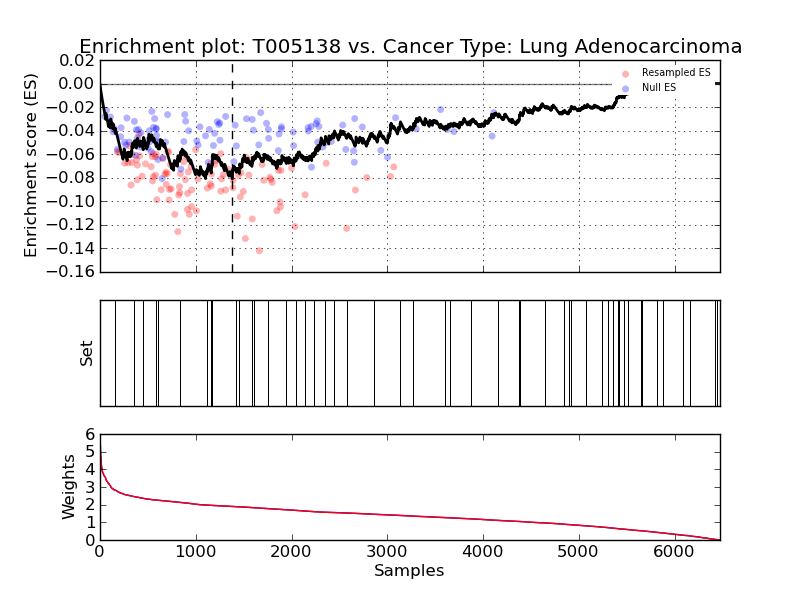 Enrichment plot: T005138 vs. Cancer Type: Lung Adenocarcinoma
0.02
0.00
−0.02
−0.04
−0.06
−0.08
−0.10
−0.12
−0.14
−0.16
Enrichment score (ES)
Resampled ES
Null ES
Set
6
5
4
3
2
1
0
Weights
0 1000 2000 3000 4000 5000 6000
Samples